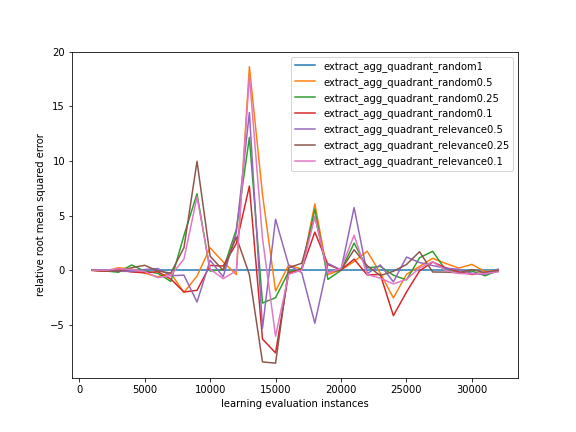 20
15
10
5
0
−5
relative root mean squared error
extract_agg_quadrant_random1
extract_agg_quadrant_random0.5
extract_agg_quadrant_random0.25
extract_agg_quadrant_random0.1
extract_agg_quadrant_relevance0.5
extract_agg_quadrant_relevance0.25
extract_agg_quadrant_relevance0.1
0 5000 10000 15000 20000 25000 30000
learning evaluation instances